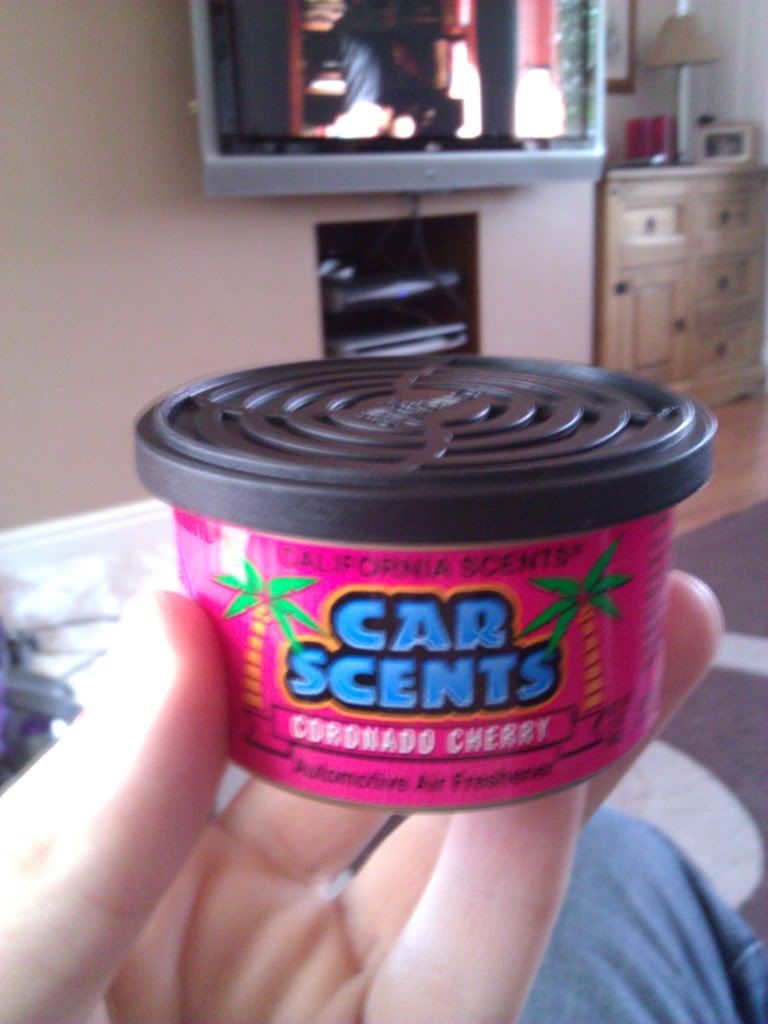 CALIFORNIA SCENTS®
CAR
SCENTS
CORONADO CHERRY
Automotive Air Freshener